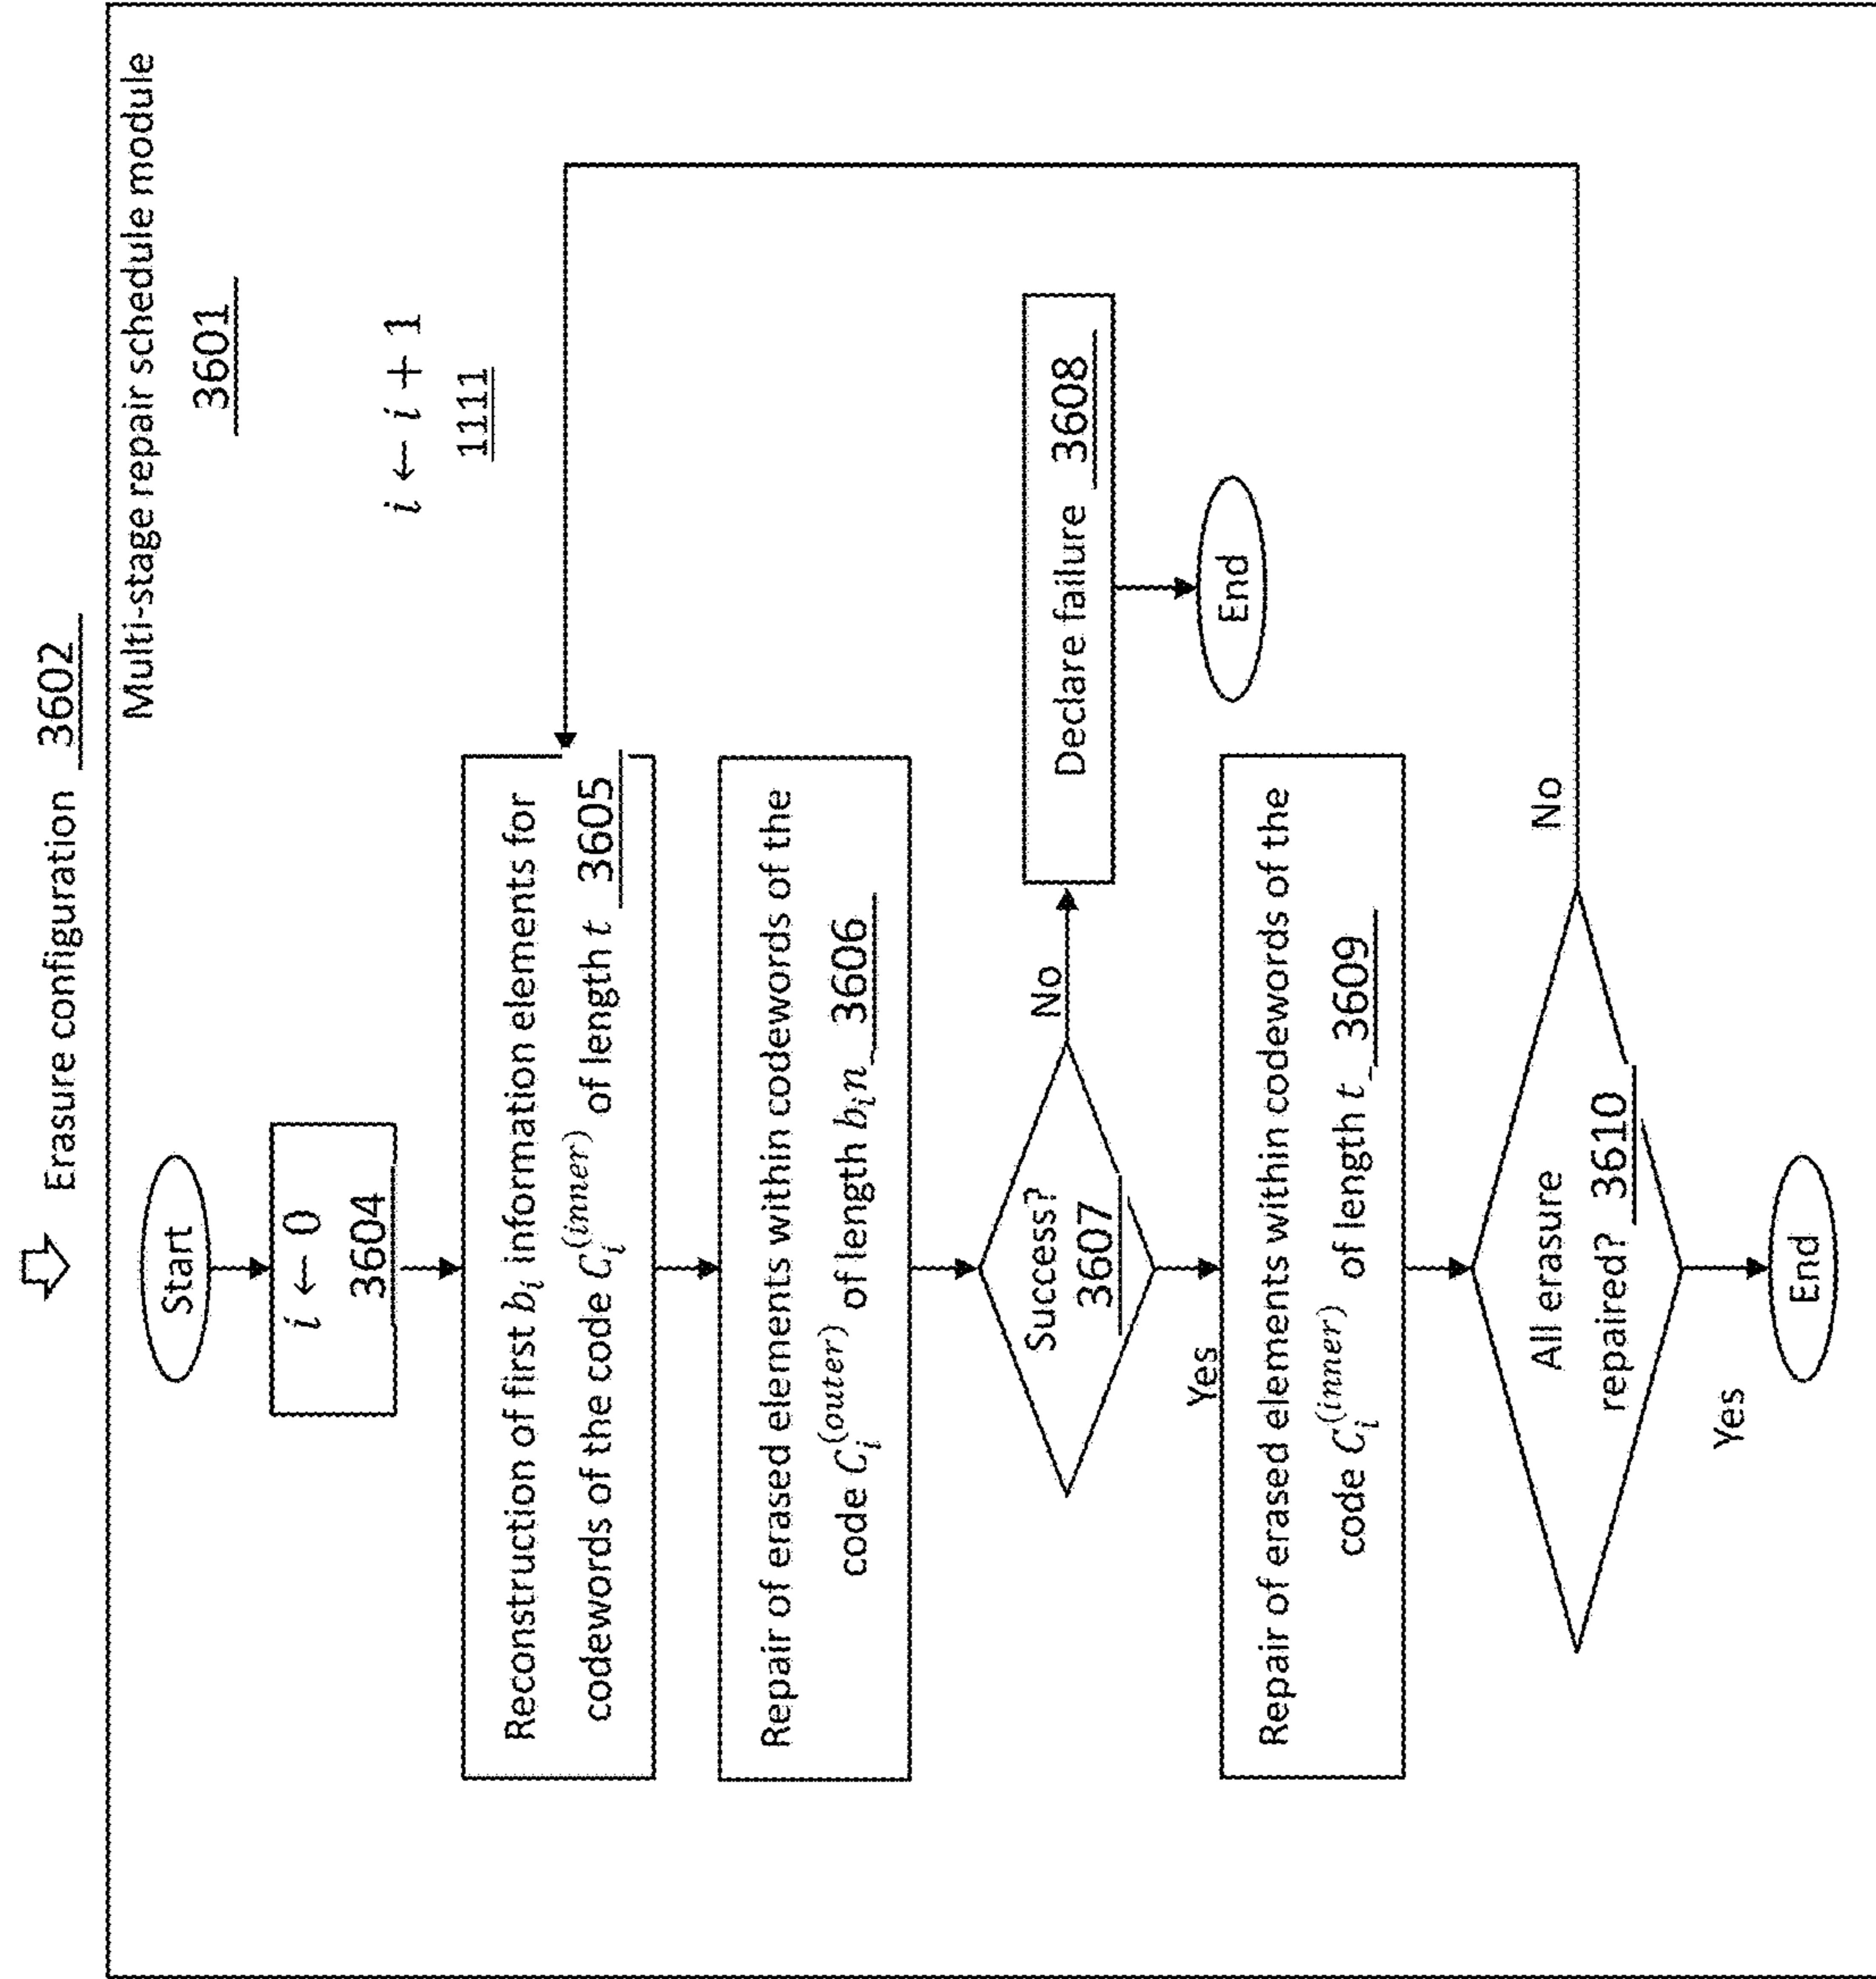 Erasure configuration 3602
Multi-stage repair schedule module
3601
Start
i ← 0
3604
i ← i + 1
1111
Reconstruction of first b_i information elements for
codewords of the code C_i^(inner) of length t 3605
Repair of erased elements within codewords of the
code C_i^(outer) of length b_i n 3606
Success?
3607
No
Declare failure 3608
End
Yes
Repair of erased elements within codewords of the
code C_i^(inner) of length t 3609
All erasure
repaired? 3610
No
Yes
End